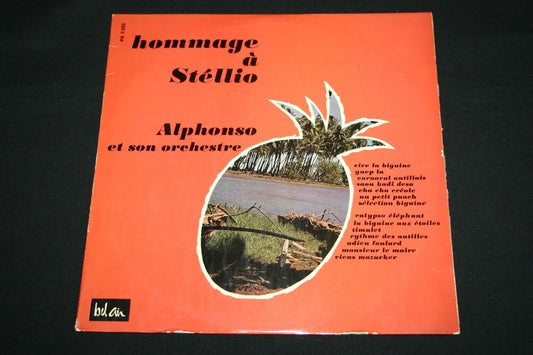 P.A. 7.252
hommage
à
Stéllio
Alphonso
et son orchestre
vive la biguine
guep la
carnaval antillais
saou kadi desa
cha cha créole
un petit punch
sélection biguine
calypso éléphant
la biguine aux étoiles
timulet
rythme des antilles
adieu foulard
monsieur le maire
viens mazurker
bel air